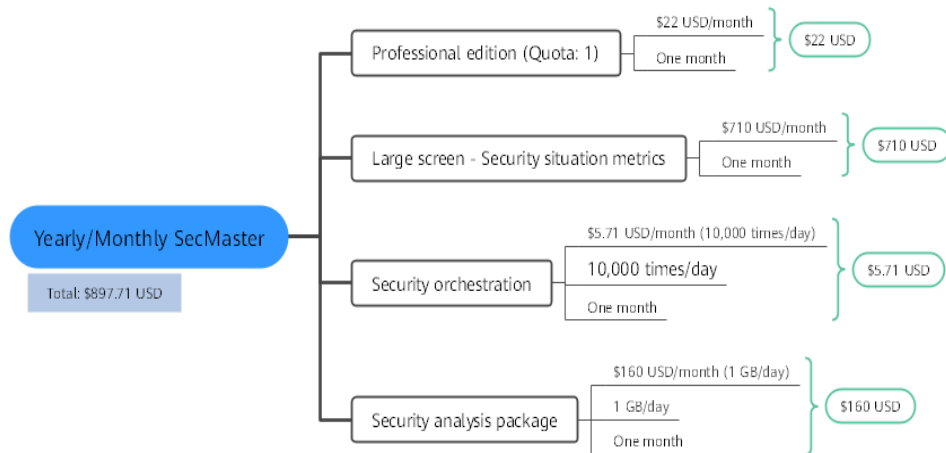 Yearly/Monthly SecMaster
Total: $897.71 USD
Professional edition (Quota: 1)
$22 USD/month
One month
$22 USD
Large screen - Security situation metrics
$710 USD/month
One month
$710 USD
Security orchestration
$5.71 USD/month (10,000 times/day)
10,000 times/day
One month
$5.71 USD
Security analysis package
$160 USD/month (1 GB/day)
1 GB/day
One month
$160 USD